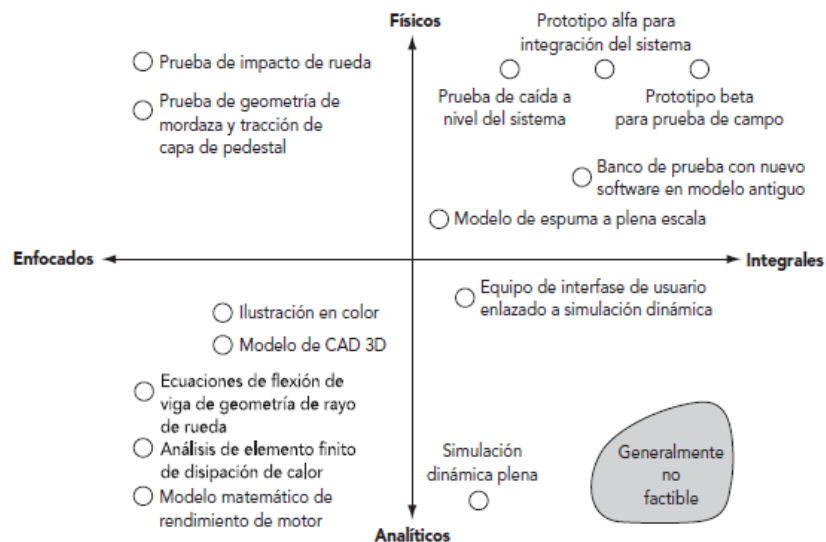 Físicos
Prototipo alfa para
integración del sistema
Prueba de impacto de rueda
Prueba de geometría de
mordaza y tracción de
capa de pedestal
Prueba de caída a
nivel del sistema
Prototipo beta
para prueba de campo
Banco de prueba con nuevo
software en modelo antiguo
Modelo de espuma a plena escala
Enfocados
Integrales
Equipo de interfase de usuario
enlazado a simulación dinámica
Ilustración en color
Modelo de CAD 3D
Ecuaciones de flexión de
viga de geometría de rayo
de rueda
Análisis de elemento finito
de disipación de calor
Modelo matemático de
rendimiento de motor
Simulación
dinámica plena
Generalmente
no
factible
Analíticos